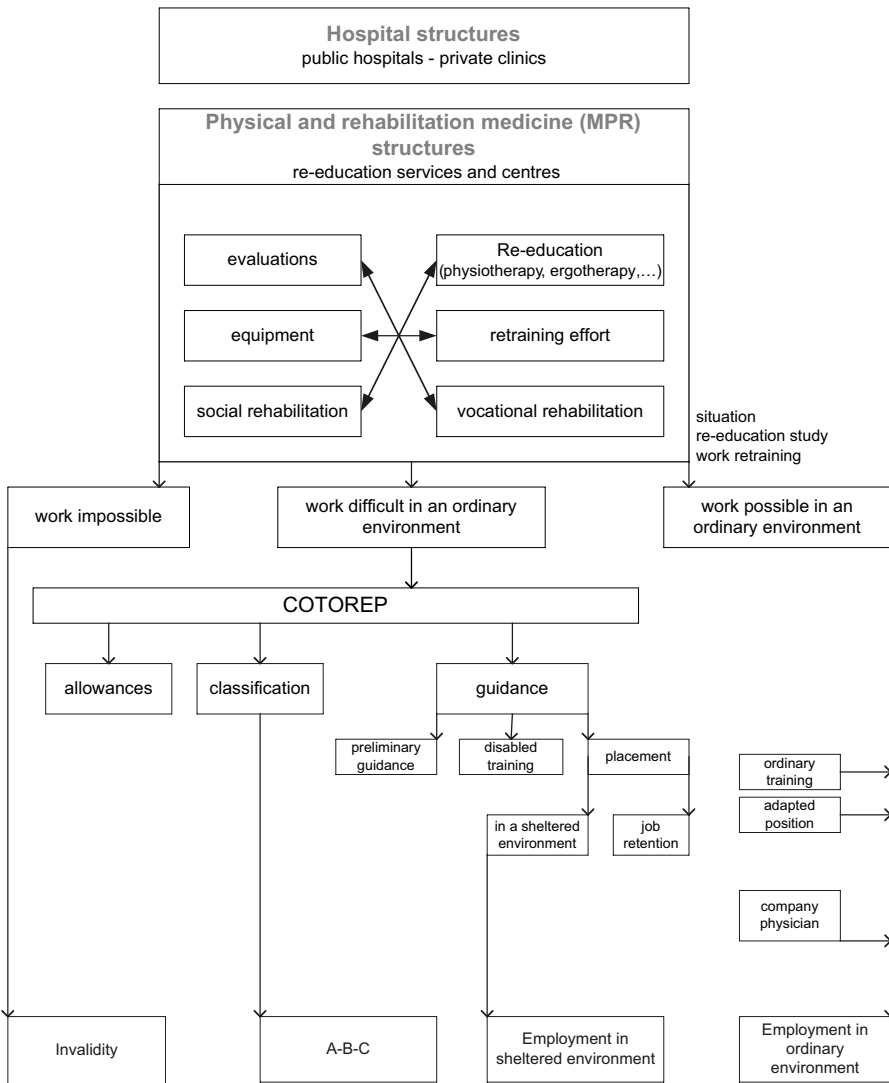 Hospital structures
public hospitals - private clinics
Physical and rehabilitation medicine (MPR)
structures
re-education services and centres
evaluations
Re-education
(physiotherapy, ergotherapy,…)
equipment
retraining effort
social rehabilitation
vocational rehabilitation
situation
re-education study
work retraining
work impossible
work difficult in an ordinary
environment
work possible in an
ordinary environment
COTOREP
allowances
classification
guidance
preliminary
guidance
disabled
training
placement
ordinary
training
adapted
position
in a sheltered
environment
job
retention
company
physician
Invalidity
A-B-C
Employment in
sheltered environment
Employment in
ordinary
environment